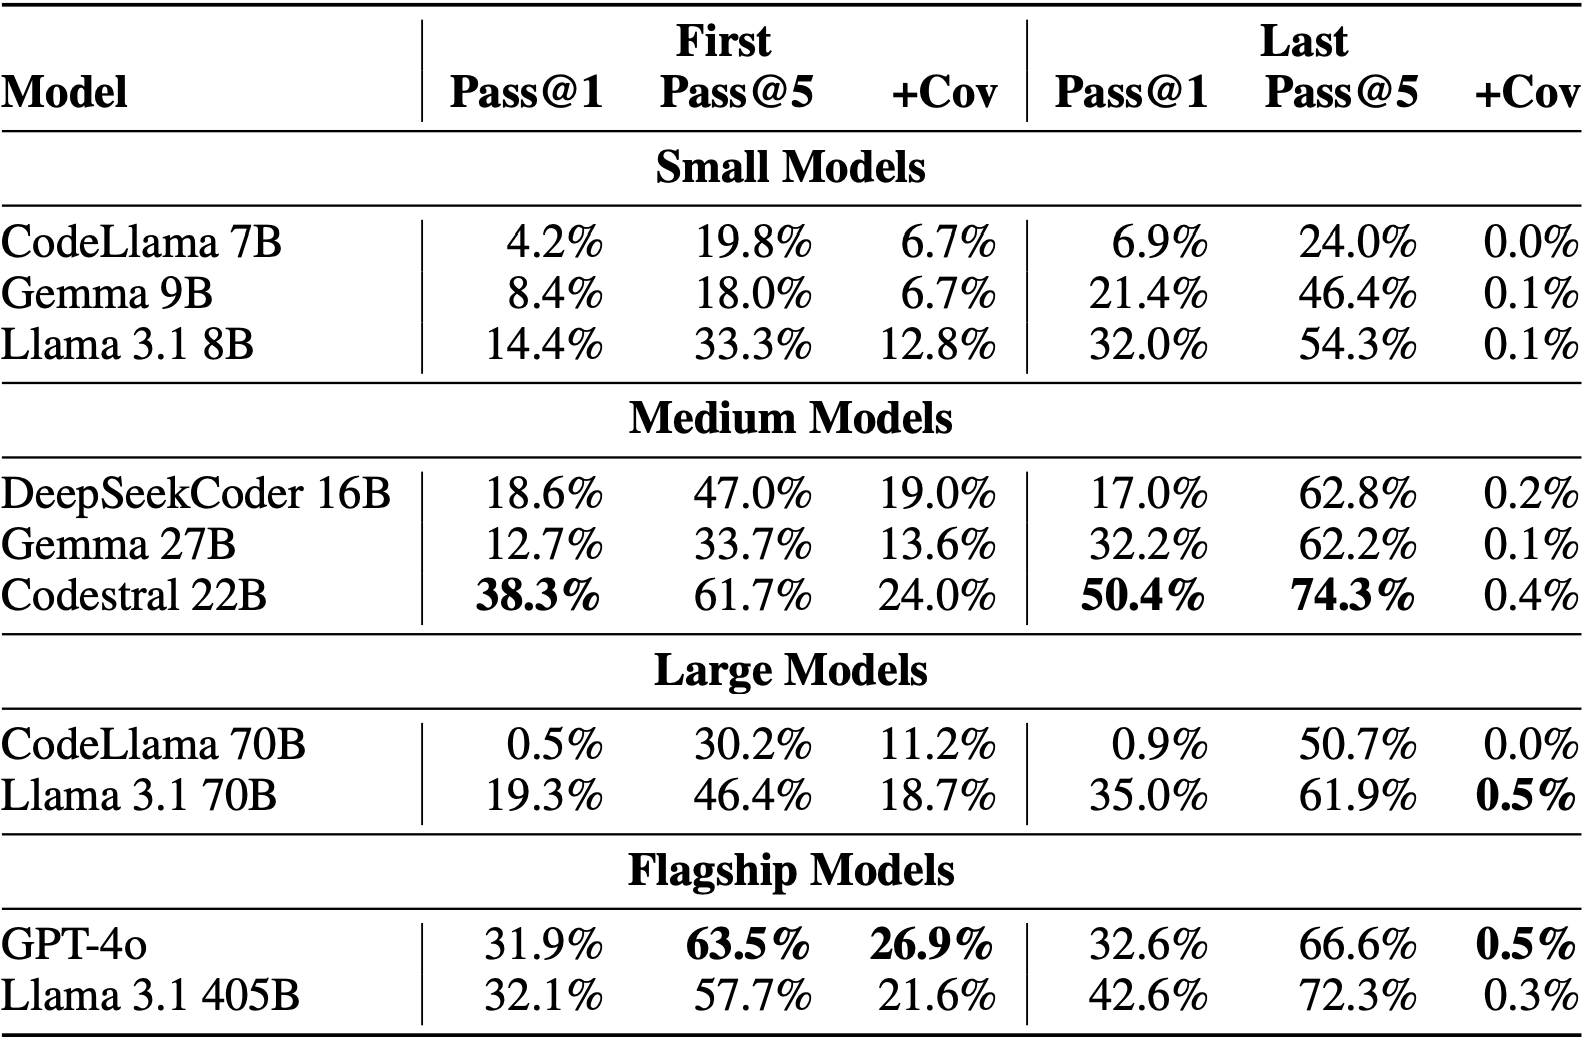 First Last
Model Pass@1 Pass@5 +Cov Pass@1 Pass@5 +Cov
Small Models
CodeLlama 7B 4.2% 19.8% 6.7% 6.9% 24.0% 0.0%
Gemma 9B 8.4% 18.0% 6.7% 21.4% 46.4% 0.1%
Llama 3.1 8B 14.4% 33.3% 12.8% 32.0% 54.3% 0.1%
Medium Models
DeepSeekCoder 16B 18.6% 47.0% 19.0% 17.0% 62.8% 0.2%
Gemma 27B 12.7% 33.7% 13.6% 32.2% 62.2% 0.1%
Codestral 22B 38.3% 61.7% 24.0% 50.4% 74.3% 0.4%
Large Models
CodeLlama 70B 0.5% 30.2% 11.2% 0.9% 50.7% 0.0%
Llama 3.1 70B 19.3% 46.4% 18.7% 35.0% 61.9% 0.5%
Flagship Models
GPT-4o 31.9% 63.5% 26.9% 32.6% 66.6% 0.5%
Llama 3.1 405B 32.1% 57.7% 21.6% 42.6% 72.3% 0.3%